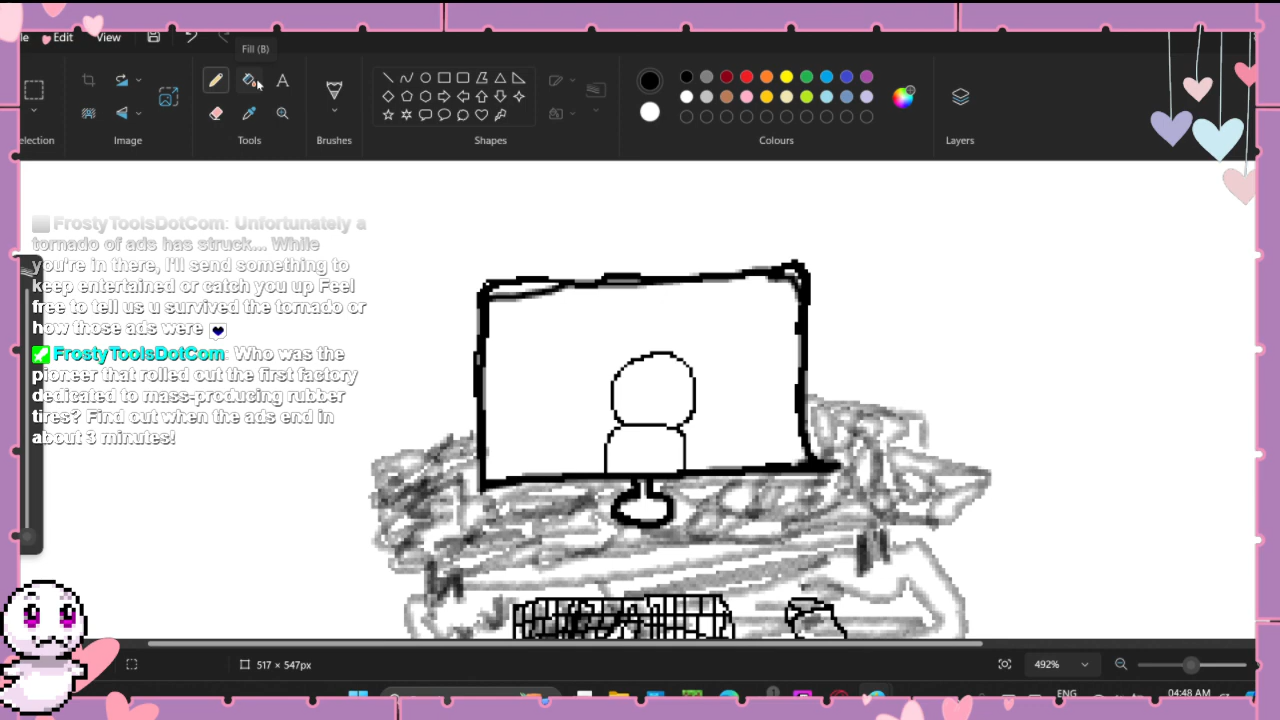 Edit View
Fill (B)
A
election Image Tools Brushes Shapes Colours Layers
FrostyToolsDotCom: Unfortunately a
tornado of ads has struck... While
you're in there, I'll send something to
keep entertained or catch you up Feel
free to tell us u survived the tornado or
how those ads were
FrostyToolsDotCom: Who was the
pioneer that rolled out the first factory
dedicated to mass-producing rubber
tires? Find out when the ads end in
about 3 minutes!
517 × 547px 492%
ENG 04:48 AM